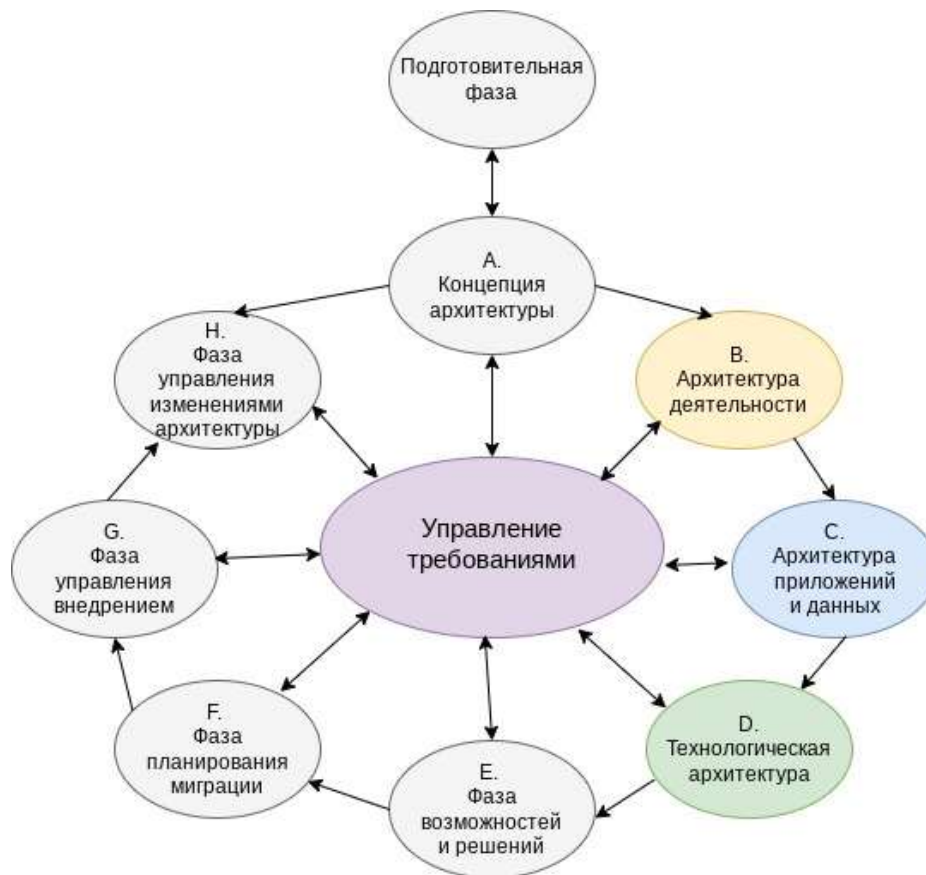 Подготовительная
фаза
A.
Концепция
архитектуры
H.
Фаза
управления
изменениями
архитектуры
B.
Архитектура
деятельности
Управление
требованиями
G.
Фаза
управления
внедрением
C.
Архитектура
приложений
и данных
F.
Фаза
планирования
миграции
D.
Технологическая
архитектура
E.
Фаза
возможностей
и решений